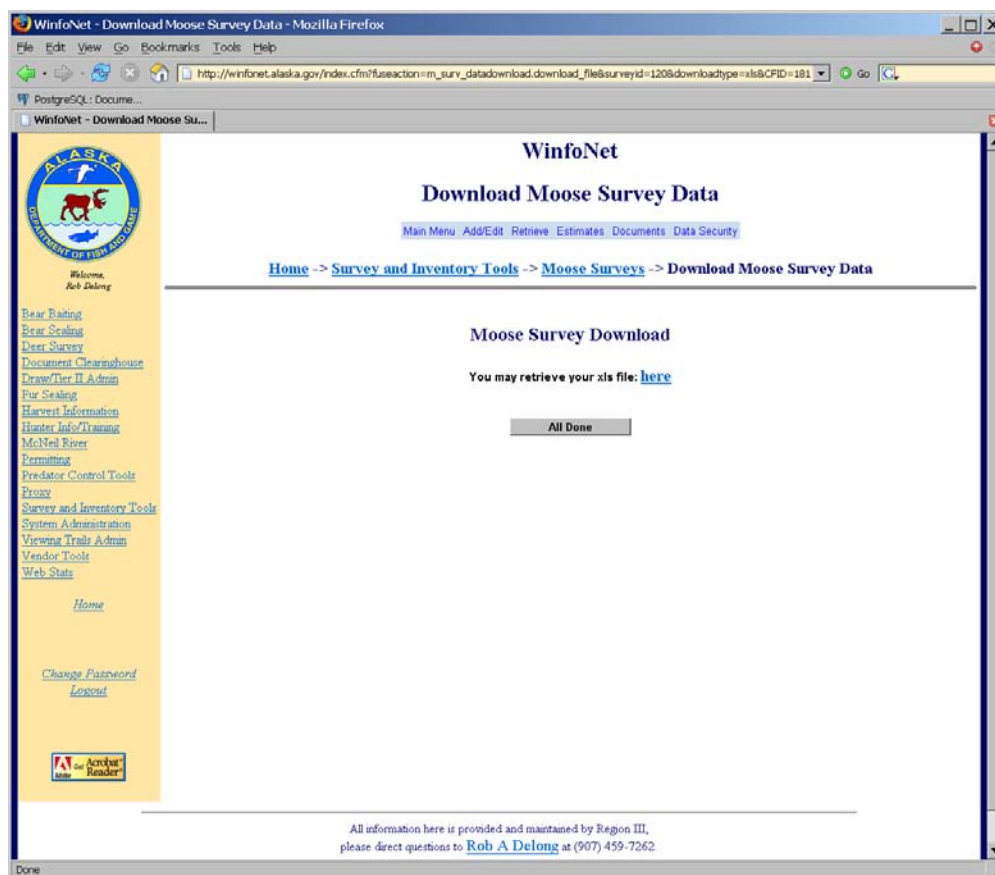 WinfoNet - Download Moose Survey Data - Mozilla Firefox
File Edit View Go Bookmarks Tools Help
http://winfonet.alaska.gov/index.cfm?fuseaction=m_surv_datadownload.download_file&surveyid=120&downloadtype=xls&CFID=181 Go
PostgreSQL: Docume...
WinfoNet - Download Moose Su...
ALASKA
DEPARTMENT OF FISH AND GAME
Welcome,
Rob Delong
Bear Baiting
Bear Sealing
Deer Survey
Document Clearinghouse
Draw/Tier II Admin
Fur Sealing
Harvest Information
Hunter Info/Training
McNeil River
Permitting
Predator Control Tools
Proxy
Survey and Inventory Tools
System Administration
Viewing Trails Admin
Vendor Tools
Web Stats
Home
Change Password
Logout
Adobe Get Acrobat® Reader®
WinfoNet
Download Moose Survey Data
Main Menu Add/Edit Retrieve Estimates Documents Data Security
Home -> Survey and Inventory Tools -> Moose Surveys -> Download Moose Survey Data
Moose Survey Download
You may retrieve your xls file: here
All Done
All information here is provided and maintained by Region III,
please direct questions to Rob A Delong at (907) 459-7262
Done